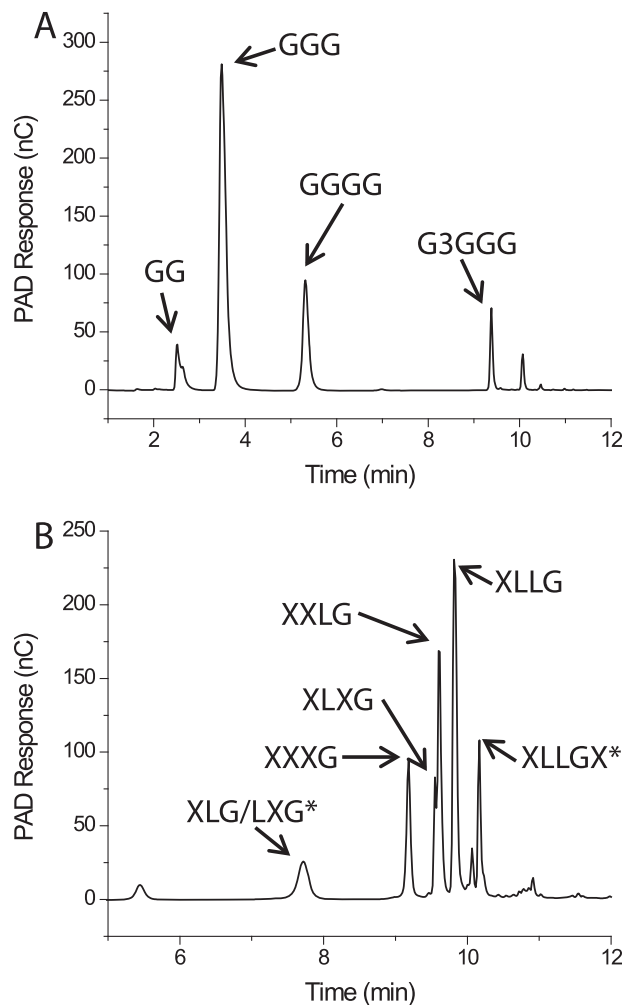 A
PAD Response (nC)
300
250
200
150
100
50
0
GGG
GGGG
GG
G3GGG
2
4
6
8
10
12
Time (min)
B
PAD Response (nC)
250
200
150
100
50
0
XLLG
XXLG
XLXG
XXXG
XLLGX*
XLG/LXG*
6
8
10
12
Time (min)